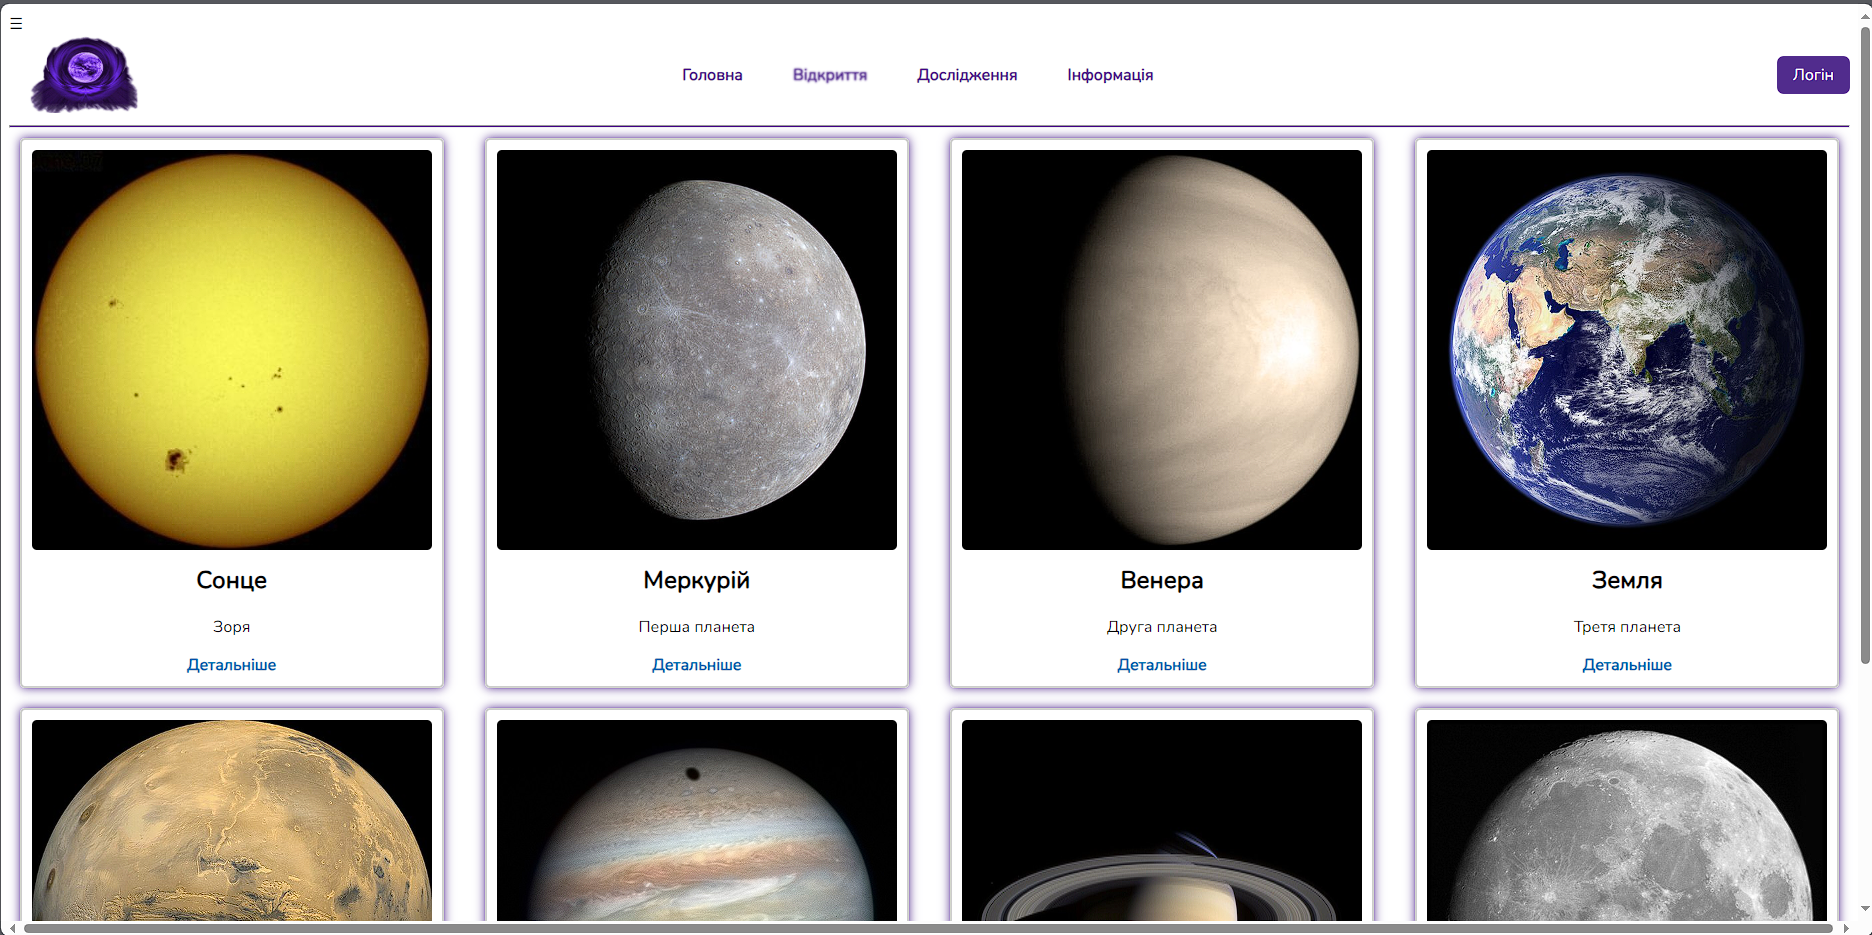 ☰
Головна Відкриття Дослідження Інформація Логін
Сонце Меркурій Венера Земля
Зоря Перша планета Друга планета Третя планета
Детальніше Детальніше Детальніше Детальніше